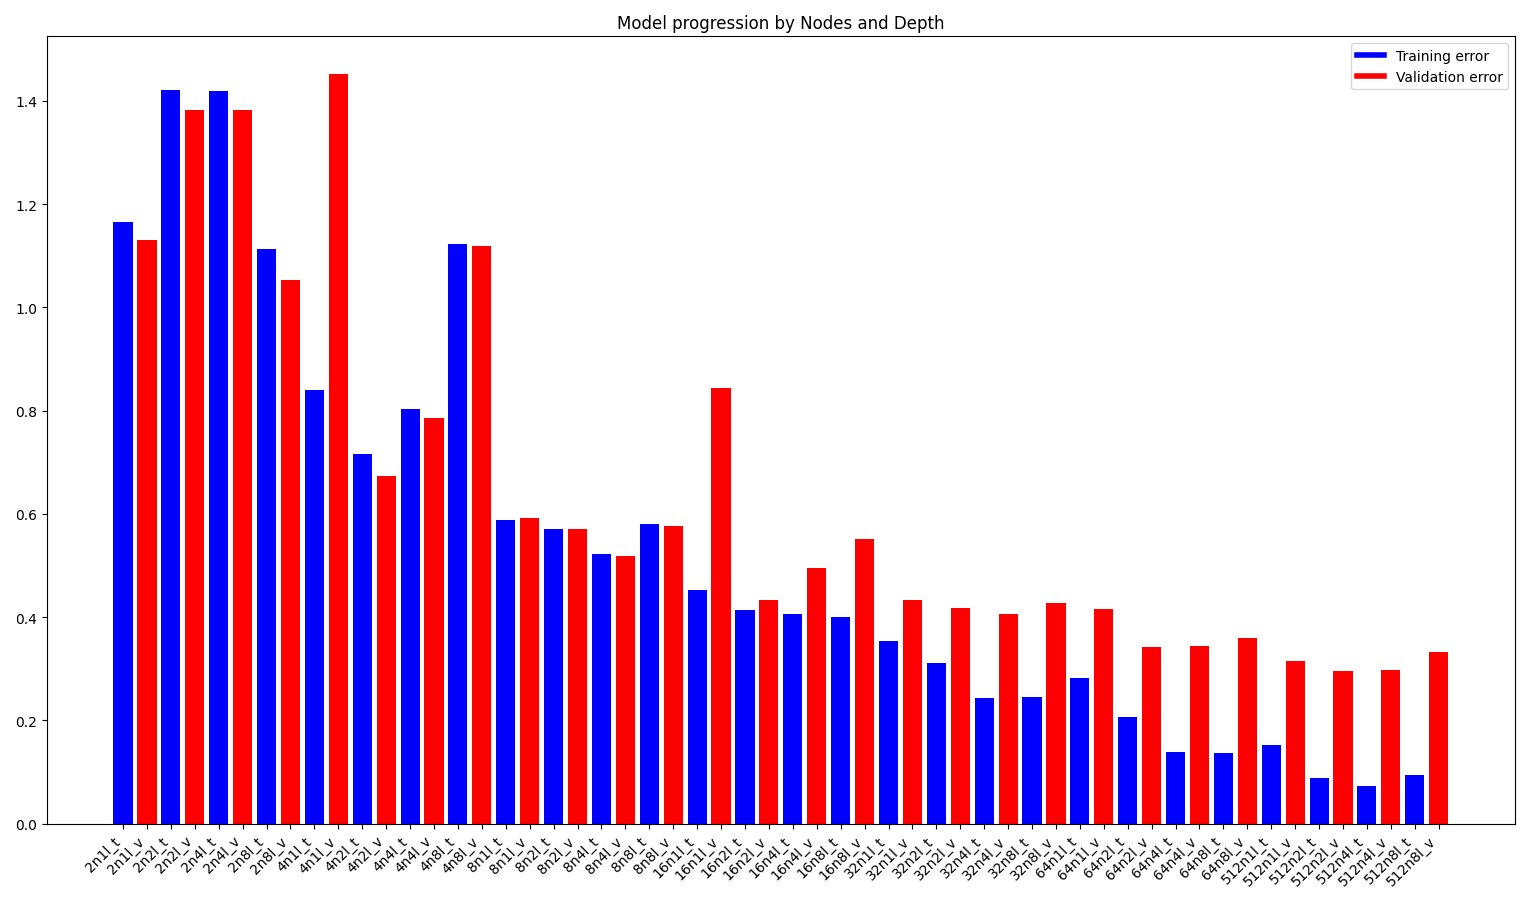 Model progression by Nodes and Depth
Training error
Validation error
1.4
1.2
1.0
0.8
0.6
0.4
0.2
0.0
2n1l_t
2n1l_v
2n2l_t
2n2l_v
2n4l_t
2n4l_v
2n8l_t
2n8l_v
4n1l_t
4n1l_v
4n2l_t
4n2l_v
4n4l_t
4n4l_v
4n8l_t
4n8l_v
8n1l_t
8n1l_v
8n2l_t
8n2l_v
8n4l_t
8n4l_v
8n8l_t
8n8l_v
16n1l_t
16n1l_v
16n2l_t
16n2l_v
16n4l_t
16n4l_v
16n8l_t
16n8l_v
32n1l_t
32n1l_v
32n2l_t
32n2l_v
32n4l_t
32n4l_v
32n8l_t
32n8l_v
64n1l_t
64n1l_v
64n2l_t
64n2l_v
64n4l_t
64n4l_v
64n8l_t
64n8l_v
512n1l_t
512n1l_v
512n2l_t
512n2l_v
512n4l_t
512n4l_v
512n8l_t
512n8l_v